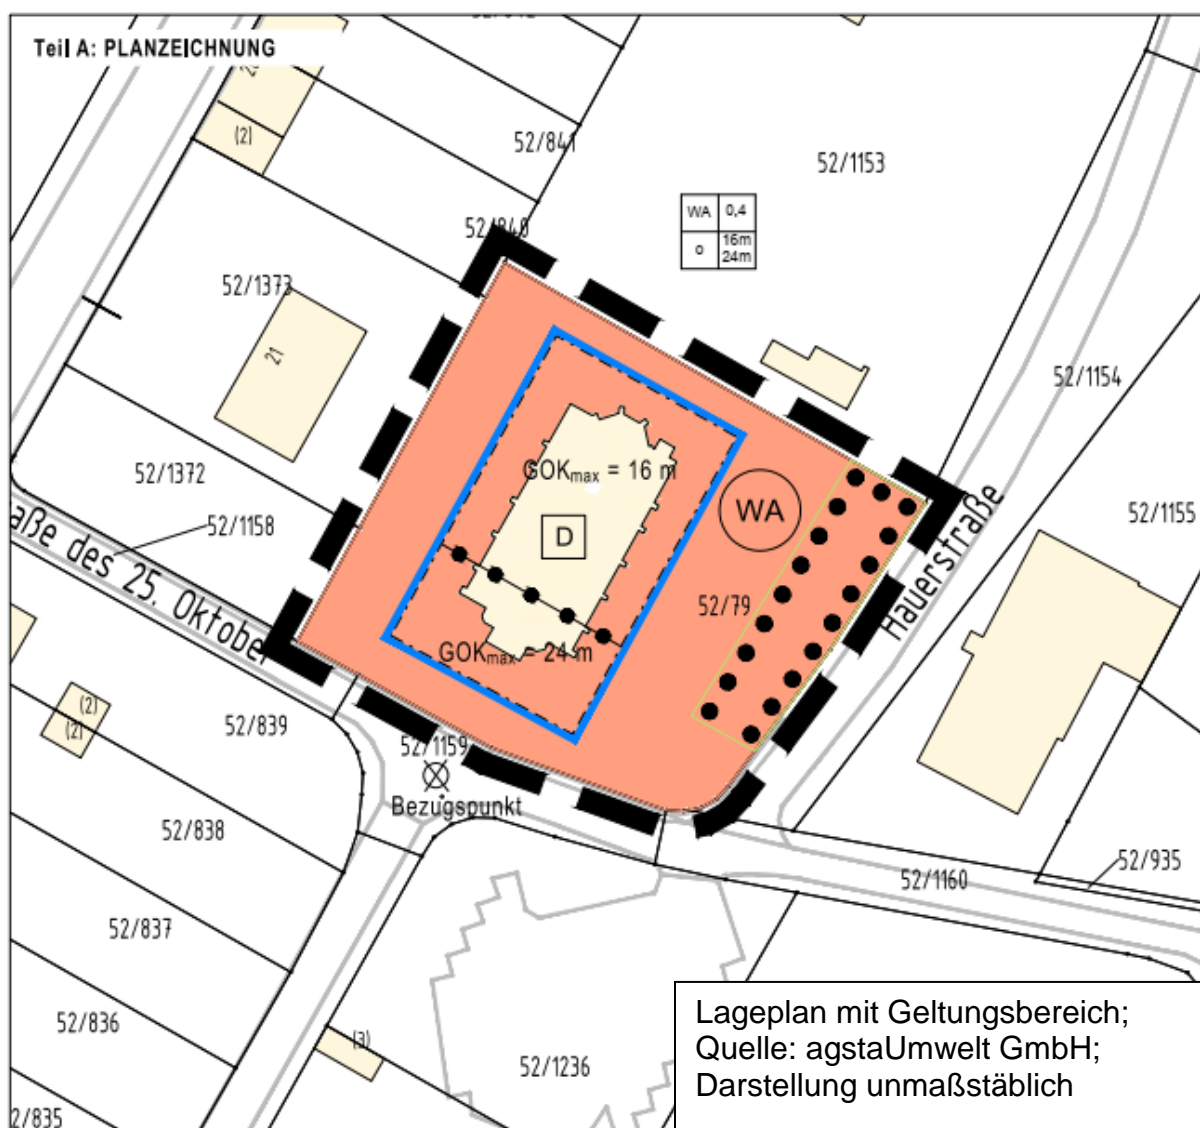 Teil A: PLANZEICHNUNG
(2)
52/841
52/1153
52/840
WA 0,4
o 16m
24m
52/1373
21
52/1154
52/1372
GOKmax = 16 m
WA
D
52/1158
52/1155
aße des 25. Oktober
Hauerstraße
52/79
GOKmax = 24 m
(2)
(2)
52/839
52/1159
Bezugspunkt
52/838
52/935
52/1160
52/837
52/836
(3)
52/1236
2/835
Lageplan mit Geltungsbereich;
Quelle: agstaUmwelt GmbH;
Darstellung unmaßstäblich